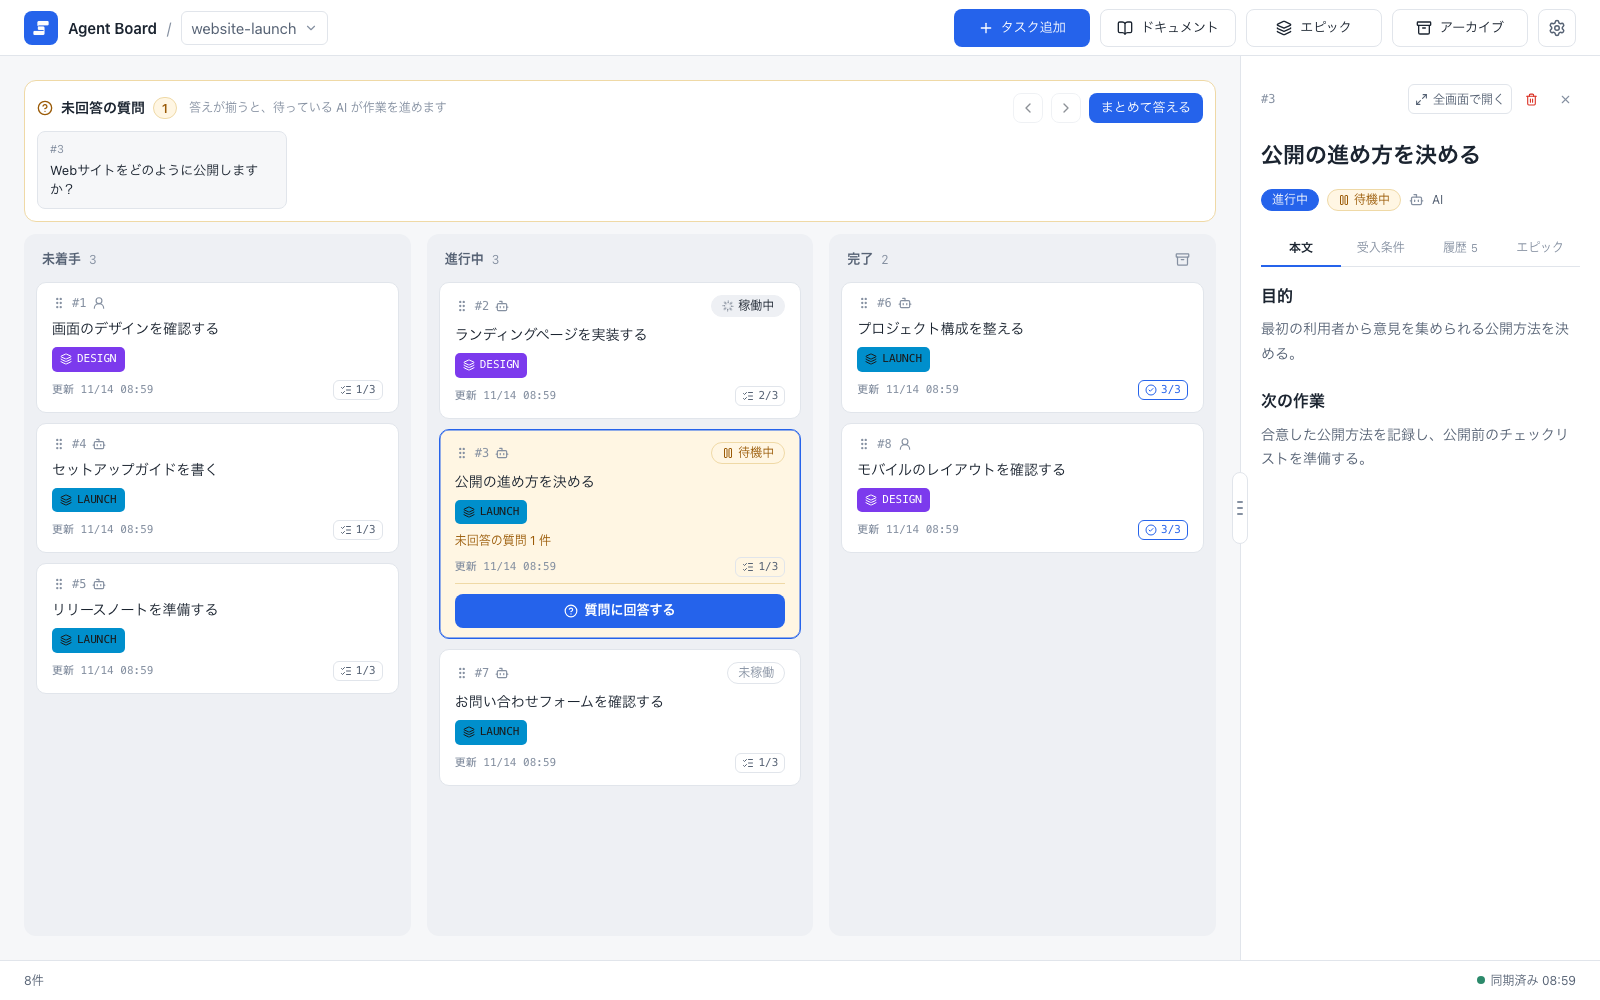 Agent Board / website-launch
タスク追加
ドキュメント
エピック
アーカイブ
未回答の質問 1 答えが揃うと、待っている AI が作業を進めます
まとめて答える
#3
Webサイトをどのように公開します
か？
未着手 3
#1
画面のデザインを確認する
DESIGN
更新 11/14 08:59 1/3
#4
セットアップガイドを書く
LAUNCH
更新 11/14 08:59 1/3
#5
リリースノートを準備する
LAUNCH
更新 11/14 08:59 1/3
進行中 3
#2 稼働中
ランディングページを実装する
DESIGN
更新 11/14 08:59 2/3
#3 待機中
公開の進め方を決める
LAUNCH
未回答の質問 1 件
更新 11/14 08:59 1/3
質問に回答する
#7 未稼働
お問い合わせフォームを確認する
LAUNCH
更新 11/14 08:59 1/3
完了 2
#6
プロジェクト構成を整える
LAUNCH
更新 11/14 08:59 3/3
#8
モバイルのレイアウトを確認する
DESIGN
更新 11/14 08:59 3/3
#3 全画面で開く
公開の進め方を決める
進行中 待機中 AI
本文 受入条件 履歴 5 エピック
目的
最初の利用者から意見を集められる公開方法を決
める。
次の作業
合意した公開方法を記録し、公開前のチェックリ
ストを準備する。
8件
同期済み 08:59